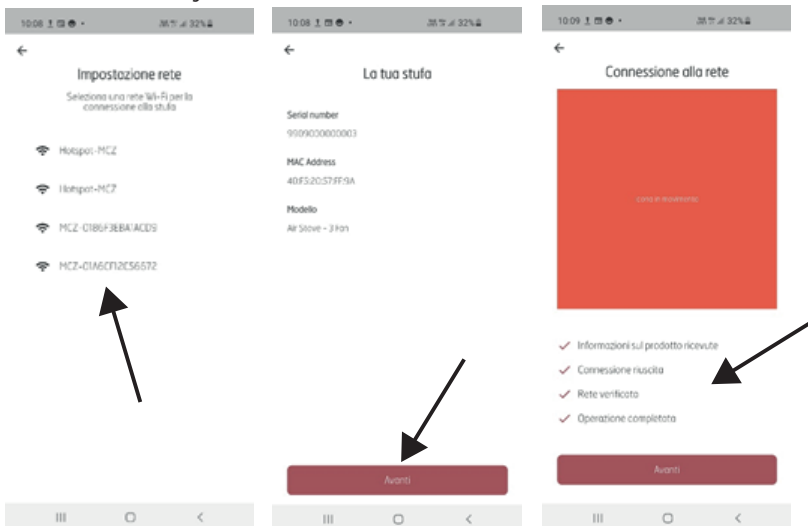 10:08
32%
Impostazione rete
Seleziona una rete Wi-Fi per la
connessione alla stufa
Hotspot-MCZ
Hotspot-MCZ
10:08
32%
La tua stufa
Serial number
MAC Address
Modello
Air Stove - 3 Fan
Avanti
10:09
32%
Connessione alla rete
Informazioni sul prodotto ricevute
Connessione riuscita
Rete verificata
Operazione completata
Avanti